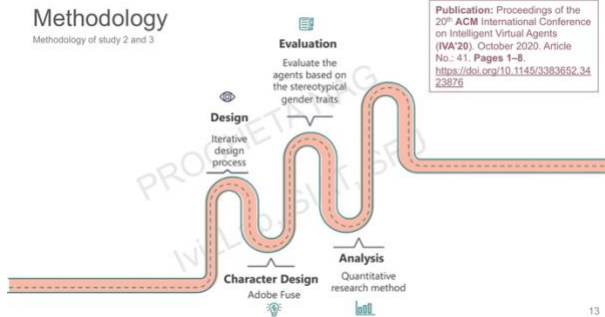 Methodology
Methodology of study 2 and 3
Publication: Proceedings of the
20th ACM International Conference
on Intelligent Virtual Agents
(IVA'20). October 2020. Article
No.: 41. Pages 1–8.
https://doi.org/10.1145/3383652.34
23876
Evaluation
Evaluate the
agents based on
the stereotypical
gender traits
Design
Iterative
design
process
Character Design
Adobe Fuse
Analysis
Quantitative
research method
13